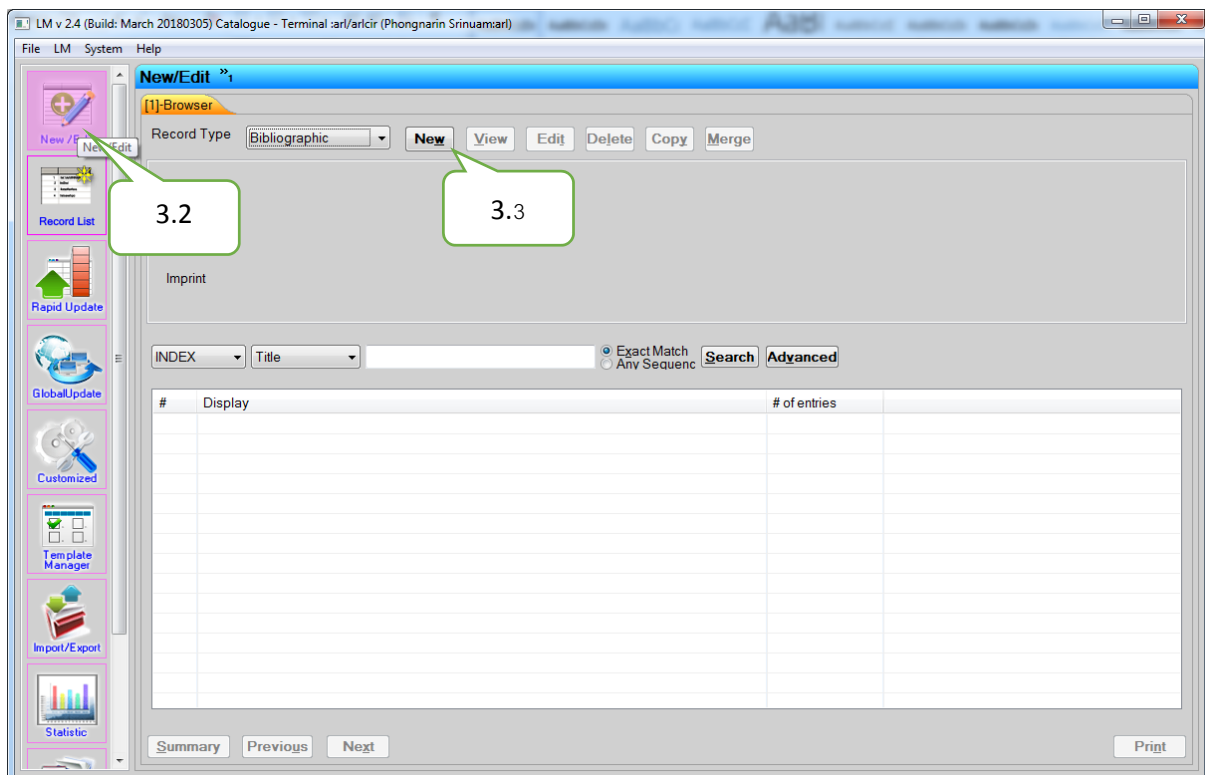 LM v 2.4 (Build: March 20180305) Catalogue - Terminal :arl/arlcir (Phongnarin Srinuam:arl)
File LM System Help
New/Edit »1
[1]-Browser
Record Type Bibliographic New View Edit Delete Copy Merge
New/Edit
3.2
3.3
Record List
Imprint
Rapid Update
INDEX Title Exact Match Search Advanced
Any Sequenc
GlobalUpdate
# Display # of entries
Customized
Template
Manager
Import/Export
Statistic
Summary Previous Next Print